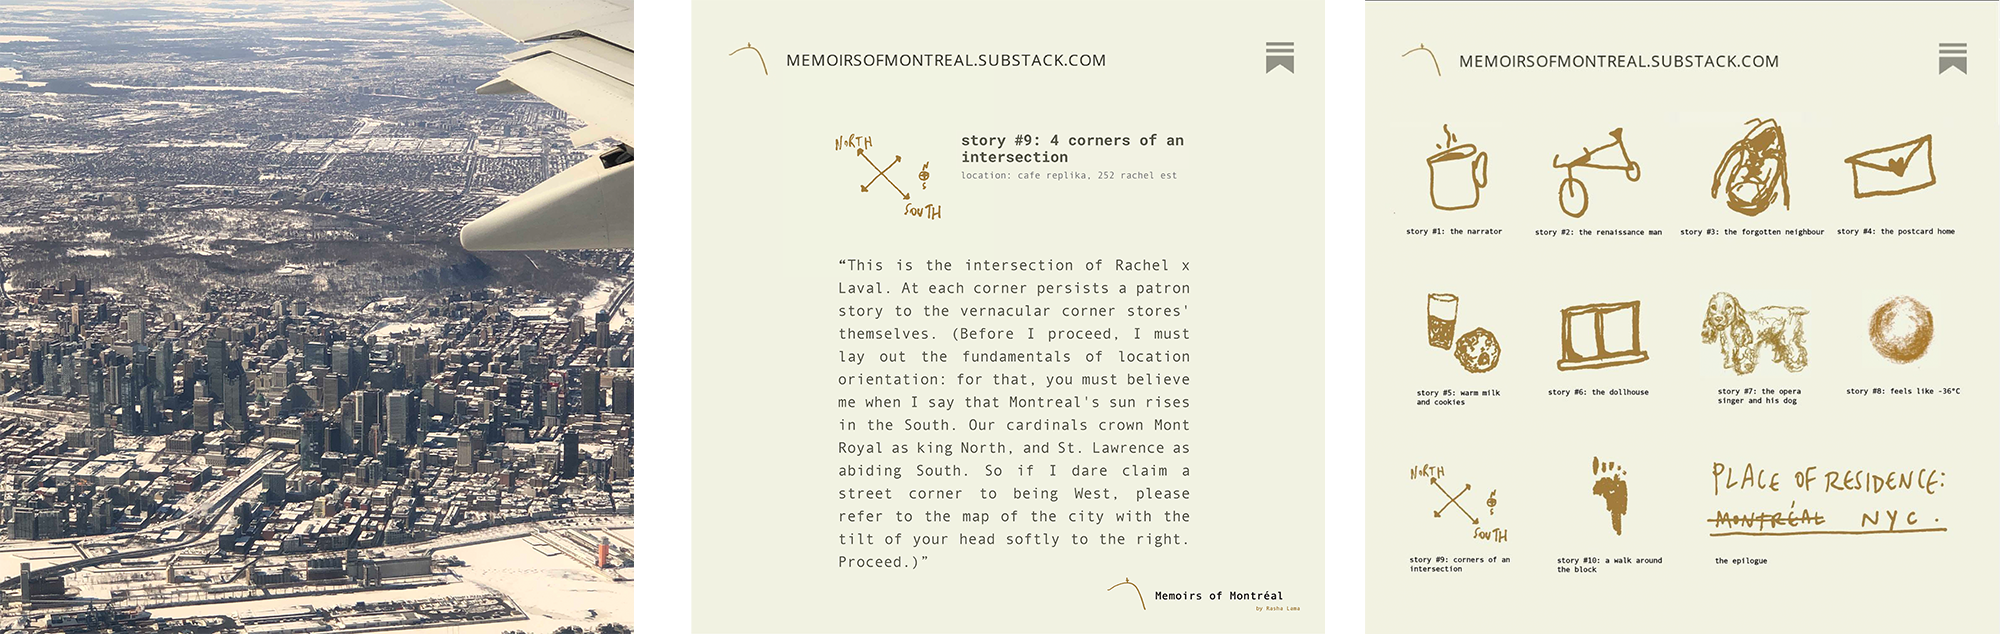 MEMOIRSOFMONTREAL.SUBSTACK.COM
NORTH
N
S
SOUTH
story #9: 4 corners of an
intersection
location: cafe replika, 252 rachel est
“This is the intersection of Rachel x
Laval. At each corner persists a patron
story to the vernacular corner stores'
themselves. (Before I proceed, I must
lay out the fundamentals of location
orientation: for that, you must believe
me when I say that Montreal's sun rises
in the South. Our cardinals crown Mont
Royal as king North, and St. Lawrence as
abiding South. So if I dare claim a
street corner to being West, please
refer to the map of the city with the
tilt of your head softly to the right.
Proceed.)”
Memoirs of Montréal
by Rasha Lama
MEMOIRSOFMONTREAL.SUBSTACK.COM
story #1: the narrator
story #2: the renaissance man
story #3: the forgotten neighbour
story #4: the postcard home
story #5: warm milk
and cookies
story #6: the dollhouse
story #7: the opera
singer and his dog
story #8: feels like -36°C
NORTH
N
S
SOUTH
story #9: corners of an
intersection
story #10: a walk around
the block
PLACE OF RESIDENCE:
MONTRÉAL NYC.
the epilogue